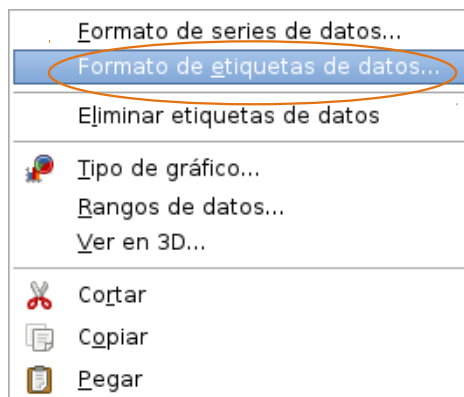 Formato de series de datos...
Formato de etiquetas de datos...
Eliminar etiquetas de datos
Tipo de gráfico...
Rangos de datos...
Ver en 3D...
Cortar
Copiar
Pegar